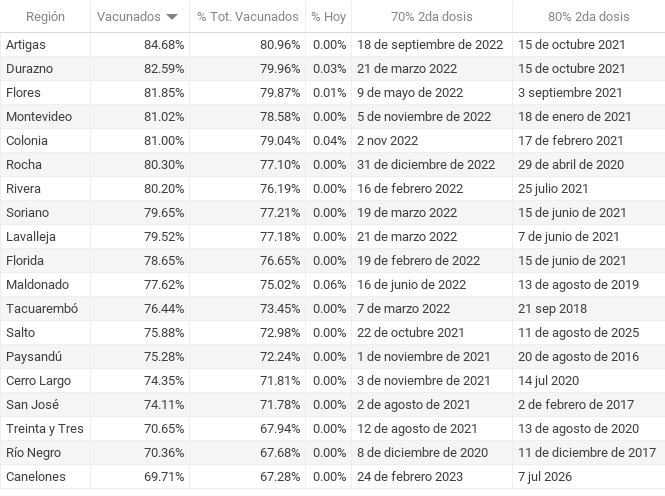 Región Vacunados % Tot. Vacunados % Hoy 70% 2da dosis 80% 2da dosis
Artigas 84.68% 80.96% 0.00% 18 de septiembre de 2022 15 de octubre 2021
Durazno 82.59% 79.96% 0.03% 21 de marzo 2022 15 de octubre 2021
Flores 81.85% 79.87% 0.01% 9 de mayo de 2022 3 septiembre 2021
Montevideo 81.02% 78.58% 0.00% 5 de noviembre de 2022 18 de enero de 2021
Colonia 81.00% 79.04% 0.04% 2 nov 2022 17 de febrero 2021
Rocha 80.30% 77.10% 0.00% 31 de diciembre de 2022 29 de abril de 2020
Rivera 80.20% 76.19% 0.00% 16 de febrero 2022 25 julio 2021
Soriano 79.65% 77.21% 0.00% 19 de marzo 2022 15 de junio de 2021
Lavalleja 79.52% 77.18% 0.00% 21 de marzo 2022 7 de junio de 2021
Florida 78.65% 76.65% 0.00% 19 de febrero de 2022 15 de junio de 2021
Maldonado 77.62% 75.02% 0.06% 16 de junio de 2022 13 de agosto de 2019
Tacuarembó 76.44% 73.45% 0.00% 7 de marzo 2022 21 sep 2018
Salto 75.88% 72.98% 0.00% 22 de octubre 2021 11 de agosto de 2025
Paysandú 75.28% 72.24% 0.00% 1 de noviembre de 2021 20 de agosto de 2016
Cerro Largo 74.35% 71.81% 0.00% 3 de noviembre de 2021 14 jul 2020
San José 74.11% 71.78% 0.00% 2 de agosto de 2021 2 de febrero de 2017
Treinta y Tres 70.65% 67.94% 0.00% 12 de agosto de 2021 13 de agosto de 2020
Río Negro 70.36% 67.68% 0.00% 8 de diciembre de 2020 11 de diciembre de 2017
Canelones 69.71% 67.28% 0.00% 24 de febrero 2023 7 jul 2026